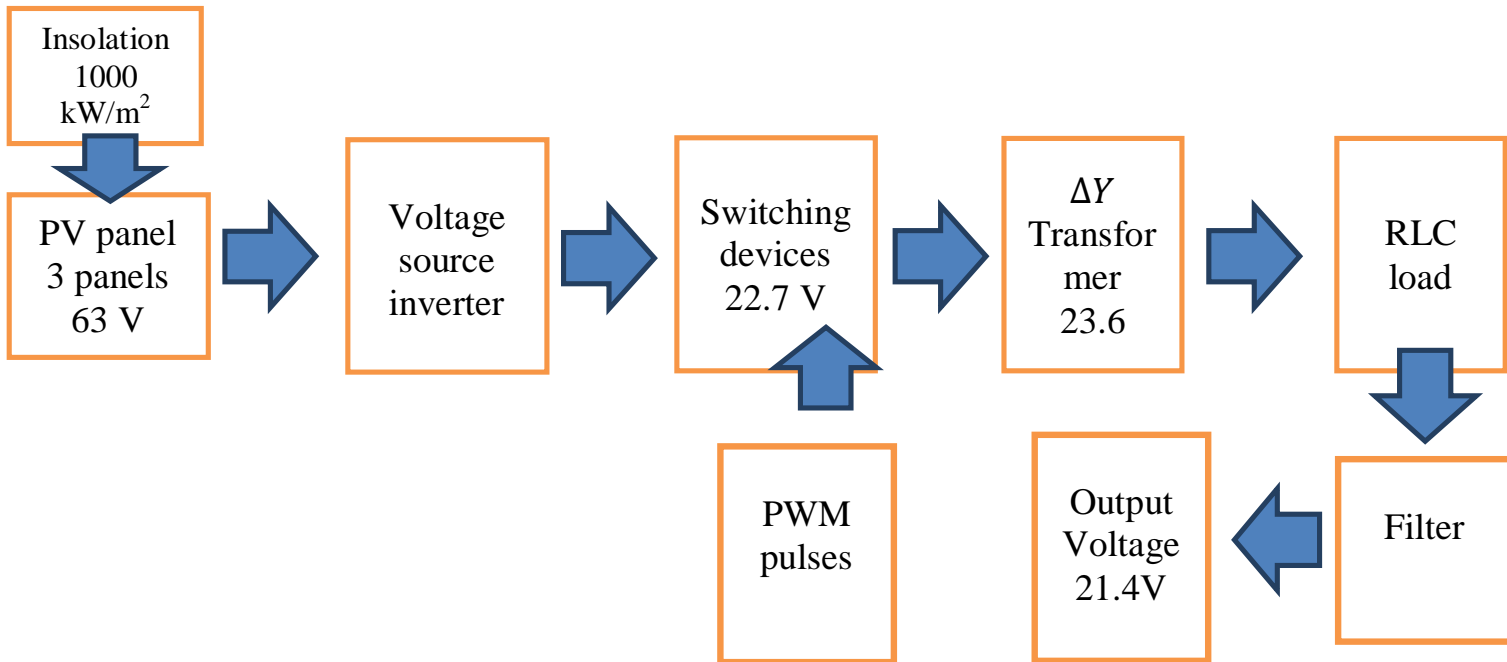 Insolation
1000
kW/m²
PV panel
3 panels
63 V
Voltage
source
inverter
Switching
devices
22.7 V
ΔY
Transfor
mer
23.6
RLC
load
PWM
pulses
Output
Voltage
21.4V
Filter